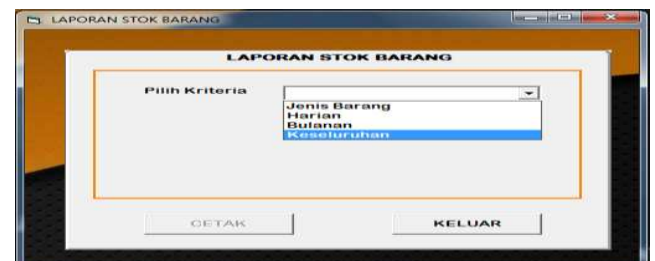 LAPORAN STOK BARANG
LAPORAN STOK BARANG
Pilih Kriteria
Jenis Barang
Harian
Bulanan
Keseluruhan
CETAK KELUAR